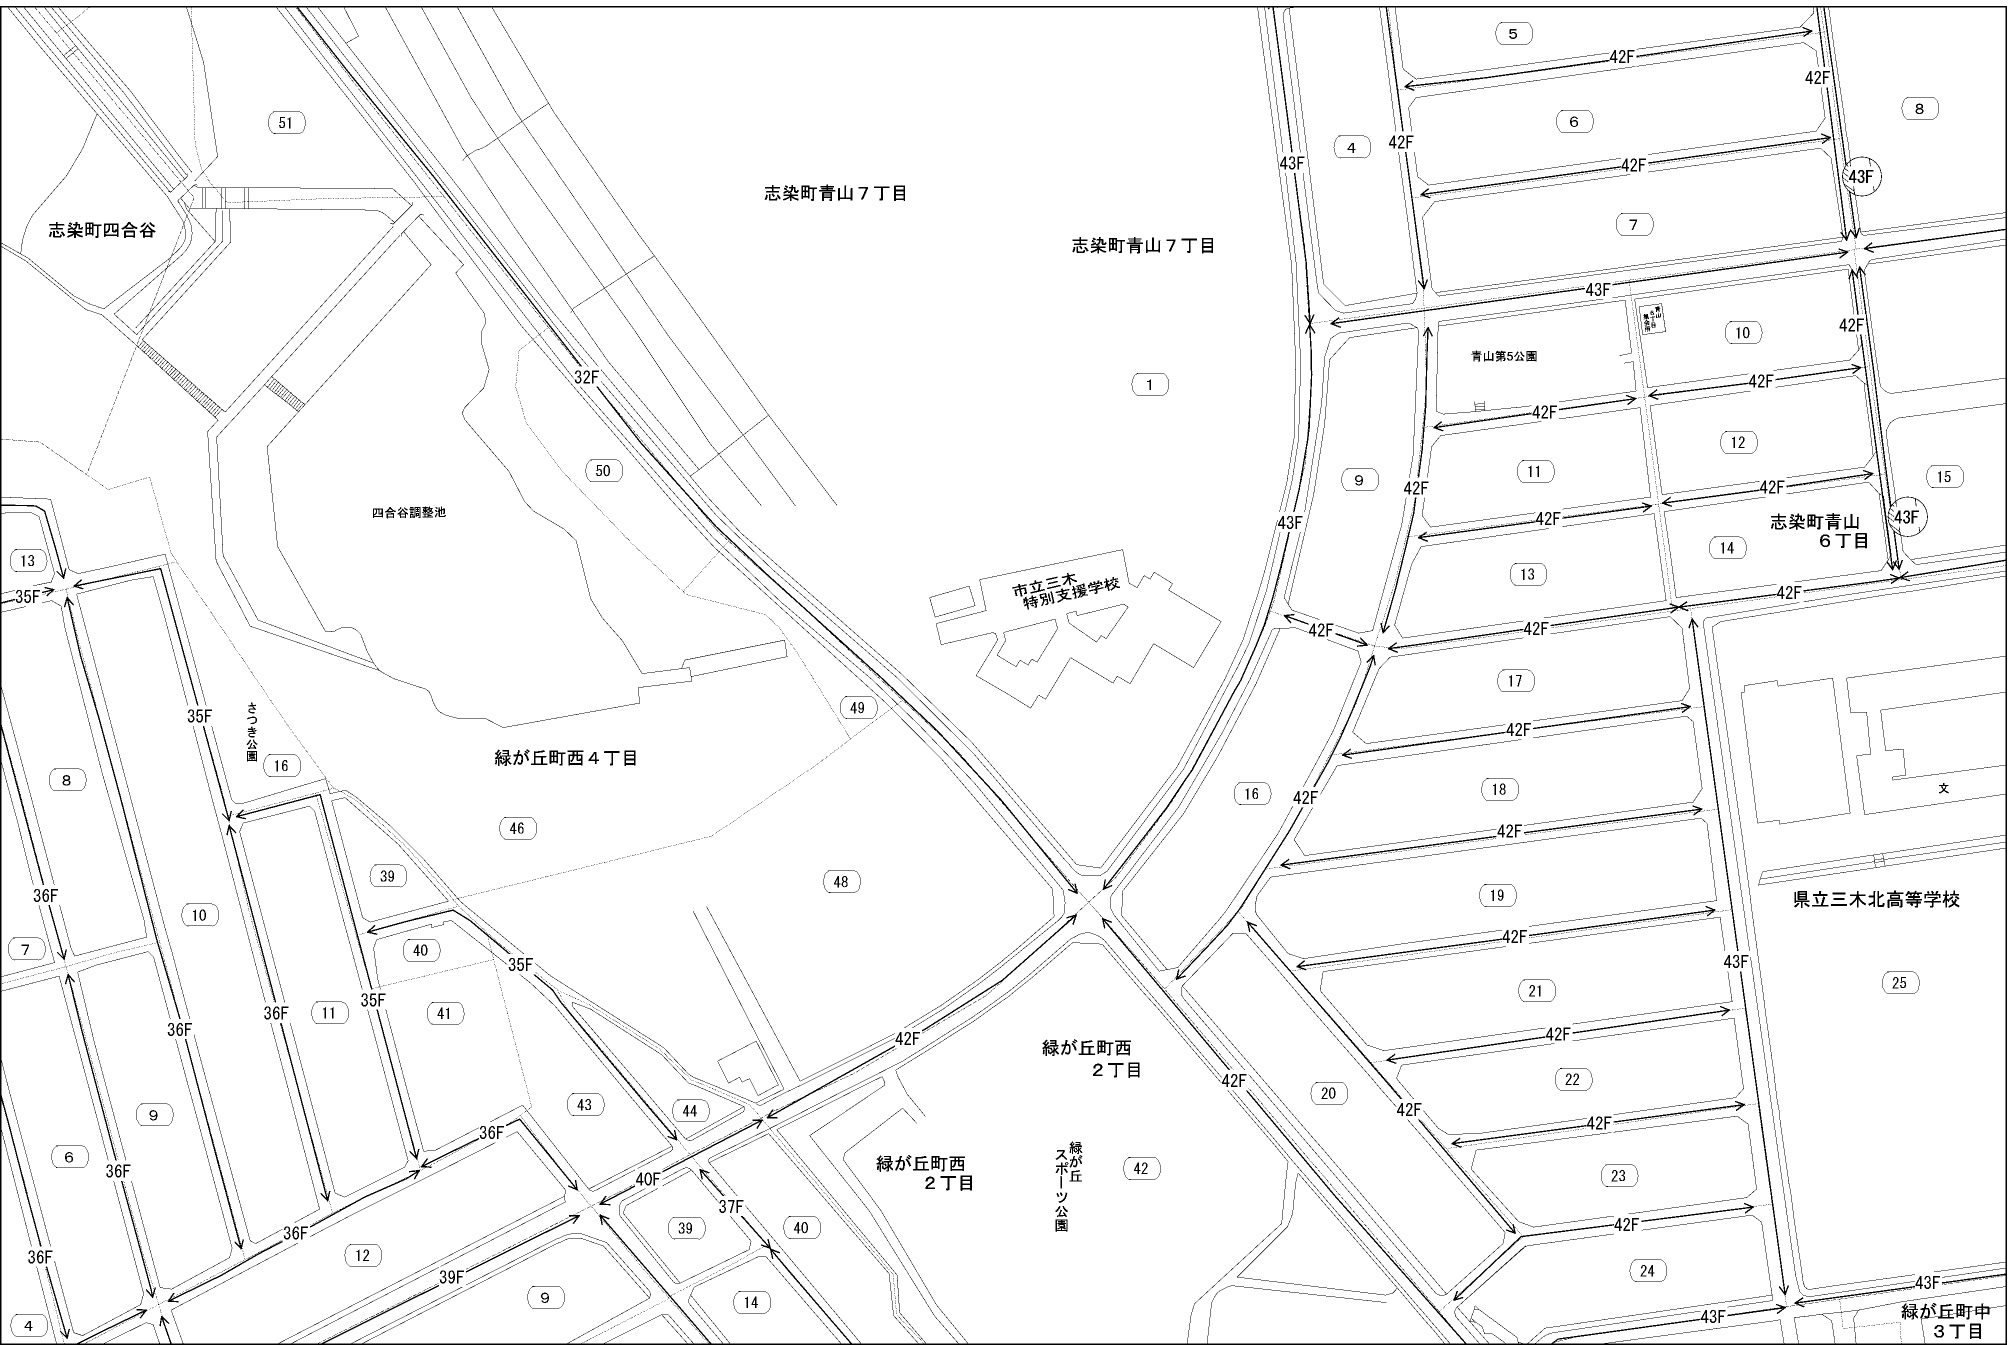 5
42F
42F
8
51
6
4
42F
43F
42F
43F
志染町青山７丁目
7
志染町四合谷
志染町青山７丁目
43F
青山
6丁目
集会所
42F
10
青山第5公園
32F
1
42F
42F
12
50
11
15
9
42F
42F
四合谷調整池
43F
42F
43F
志染町青山
６丁目
14
13
13
市立三木
特別支援学校
35F
42F
42F
42F
17
49
35F
さつき公園
42F
緑が丘町西４丁目
16
8
18
文
16
42F
46
42F
39
48
36F
19
県立三木北高等学校
10
42F
7
40
35F
43F
25
21
35F
11
41
36F
36F
42F
42F
緑が丘町西
２丁目
22
42F
20
43
44
42F
9
42F
36F
6
緑が丘町西
２丁目
緑が丘
スポーツ公園
42
36F
40F
23
37F
39
40
42F
36F
36F
12
39F
24
43F
9
14
4
43F
緑が丘町中
３丁目